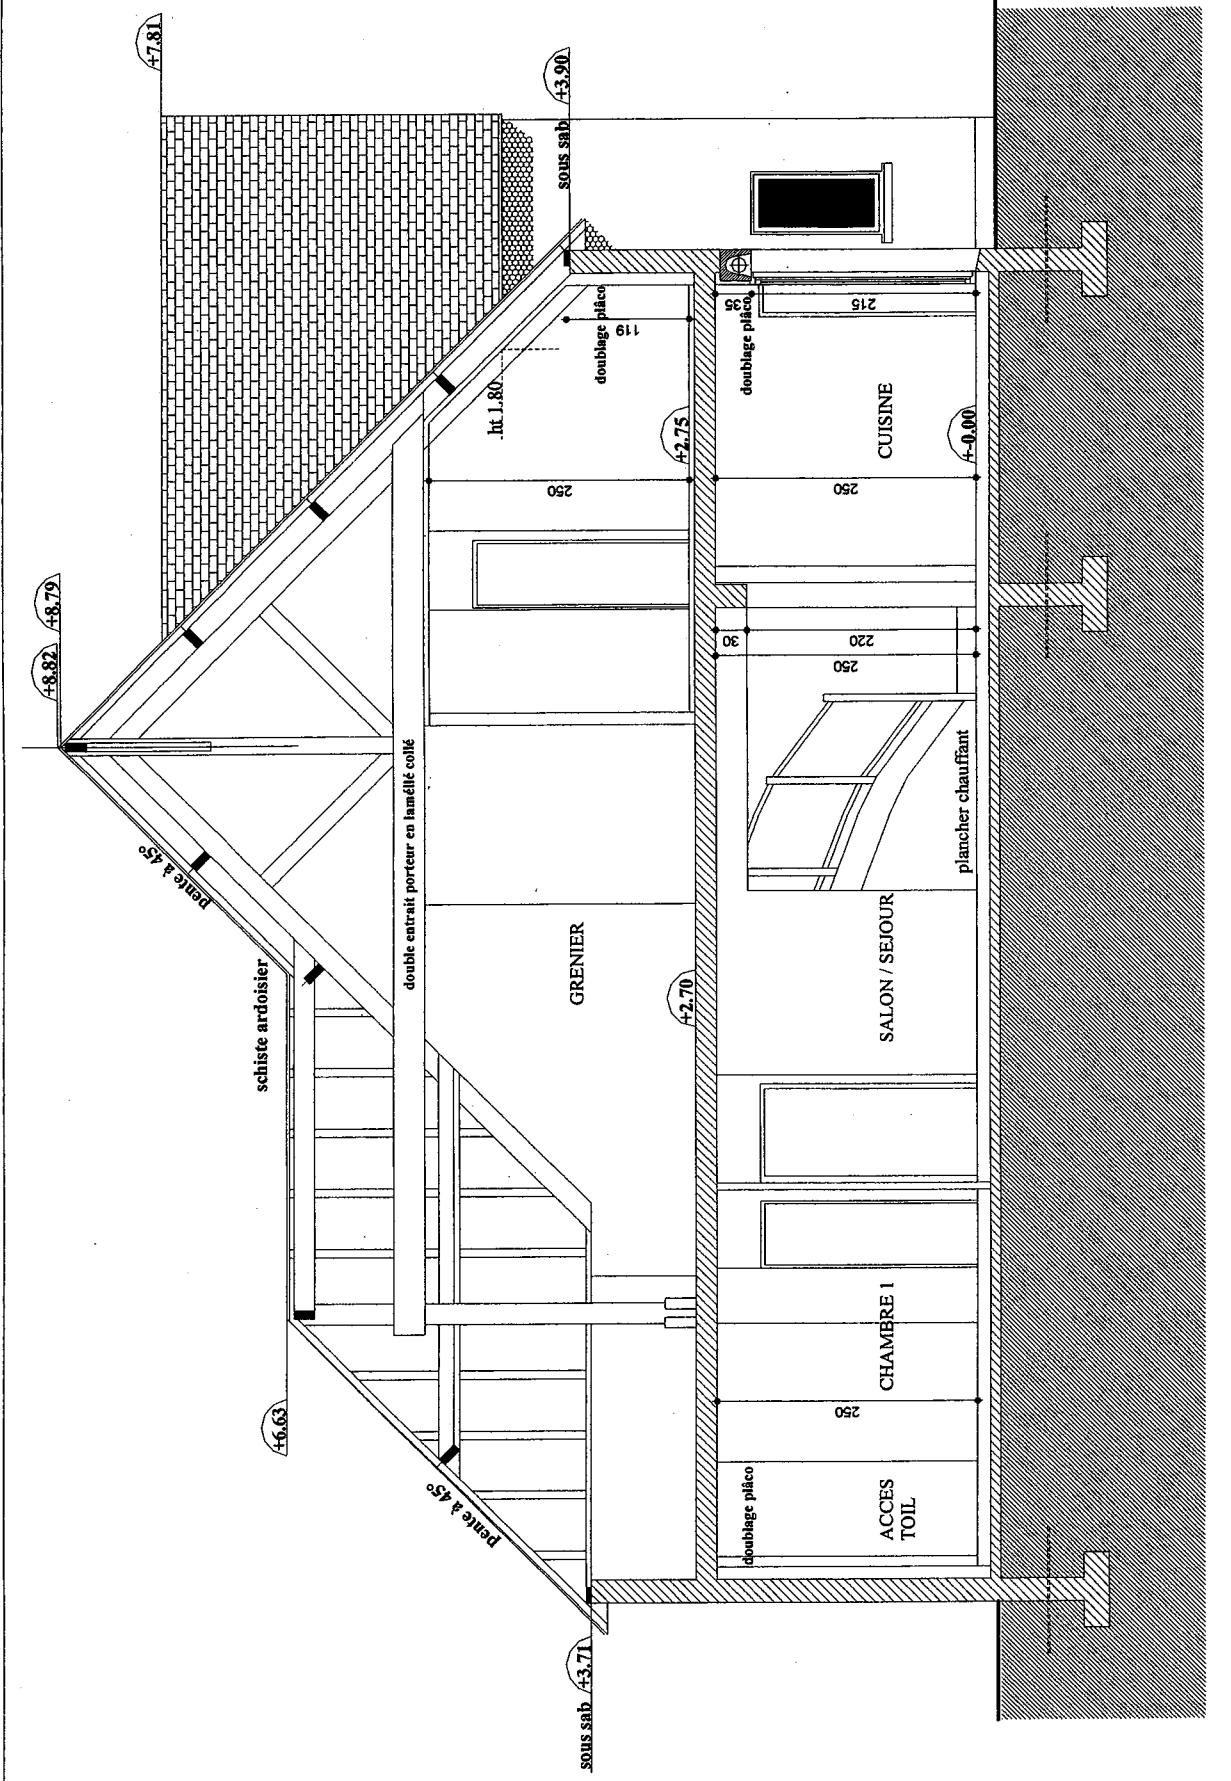 +7.81
+8.79
+8.82
+3.90
sous sab
pente à 45°
schiste ardoisier
double entrait porteur en lamélié collé
ht 1.80
doublage plâco
119
250
+2.75
GRENIER
+2.70
+6.63
pente à 45°
sous sab
+3.71
doublage plâco
35
215
CUISINE
250
+-0.00
30
220
250
plancher chauffant
SALON / SEJOUR
CHAMBRE 1
250
doublage plâco
ACCES
TOIL